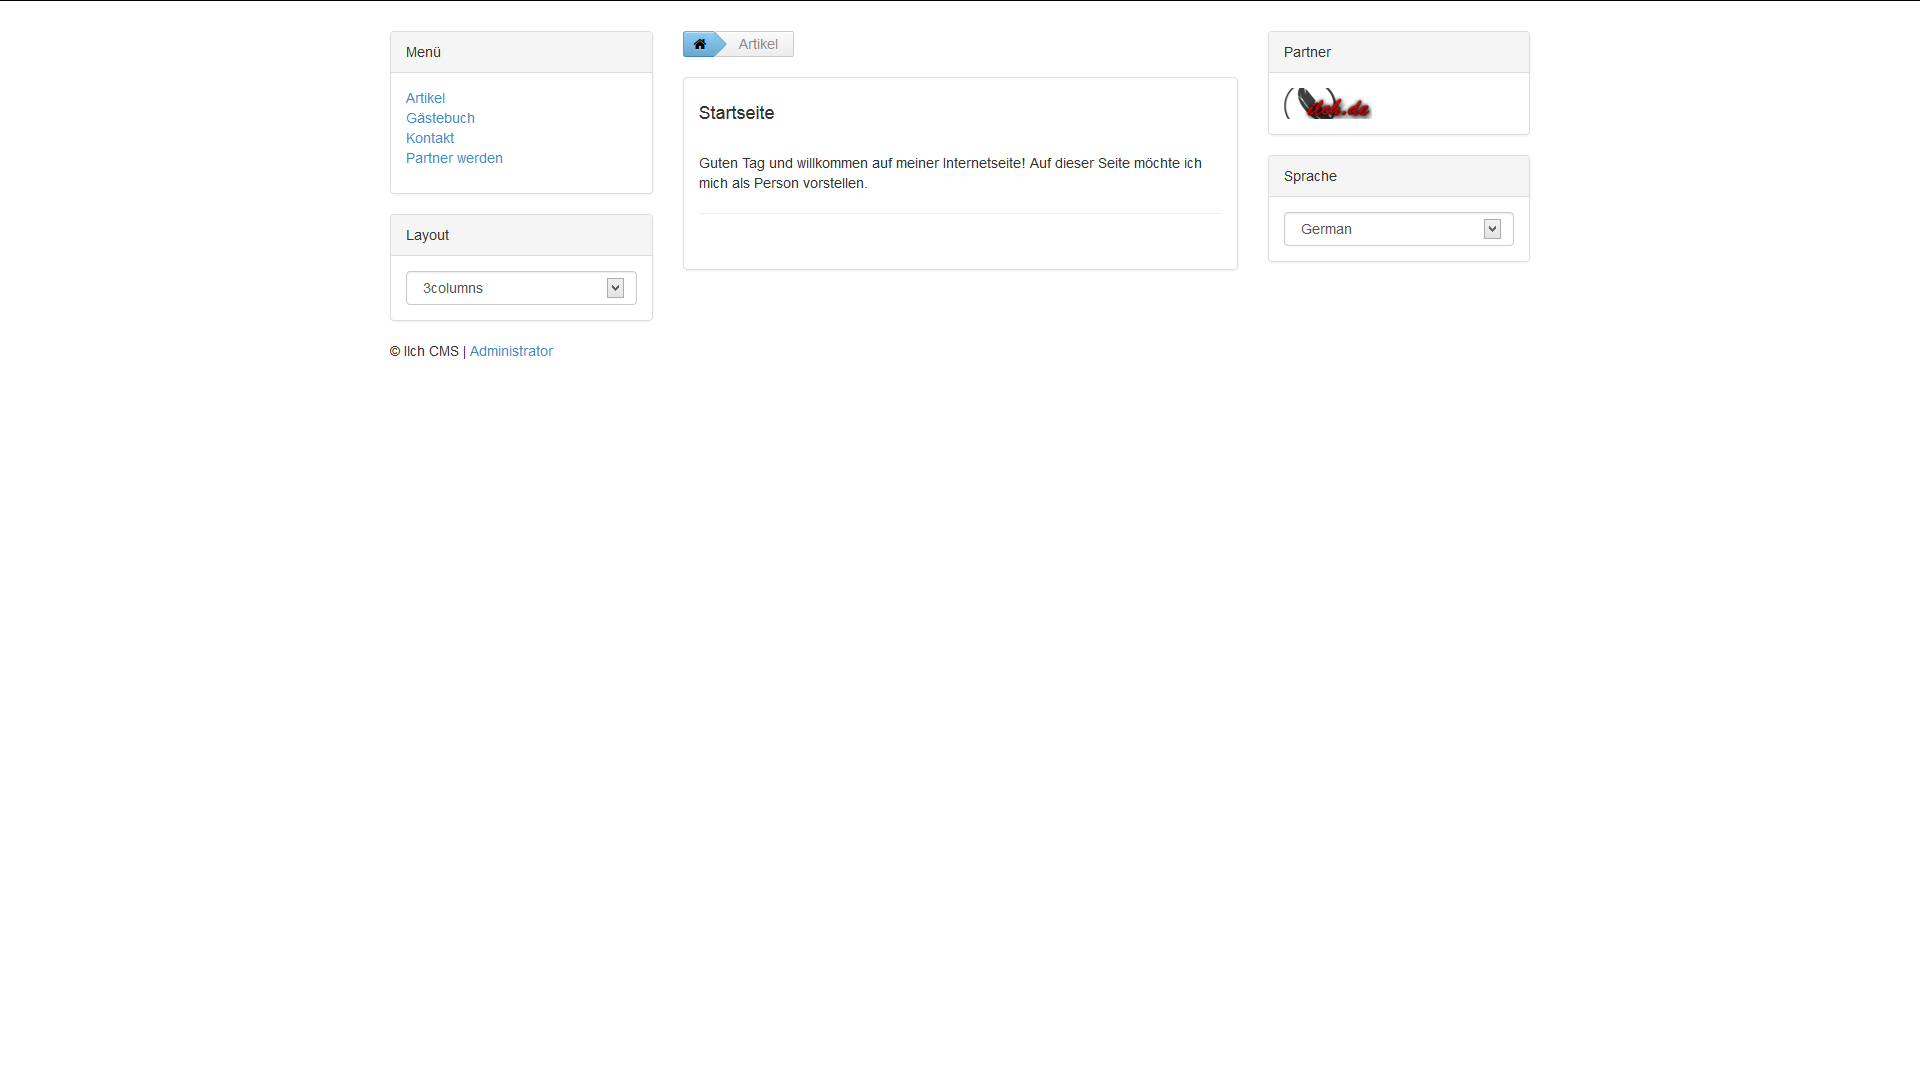 Menü
Artikel
Gästebuch
Kontakt
Partner werden
Layout
3columns
© Ilch CMS | Administrator
Artikel
Startseite
Guten Tag und willkommen auf meiner Internetseite! Auf dieser Seite möchte ich
mich als Person vorstellen.
Partner
ilch.de
Sprache
German